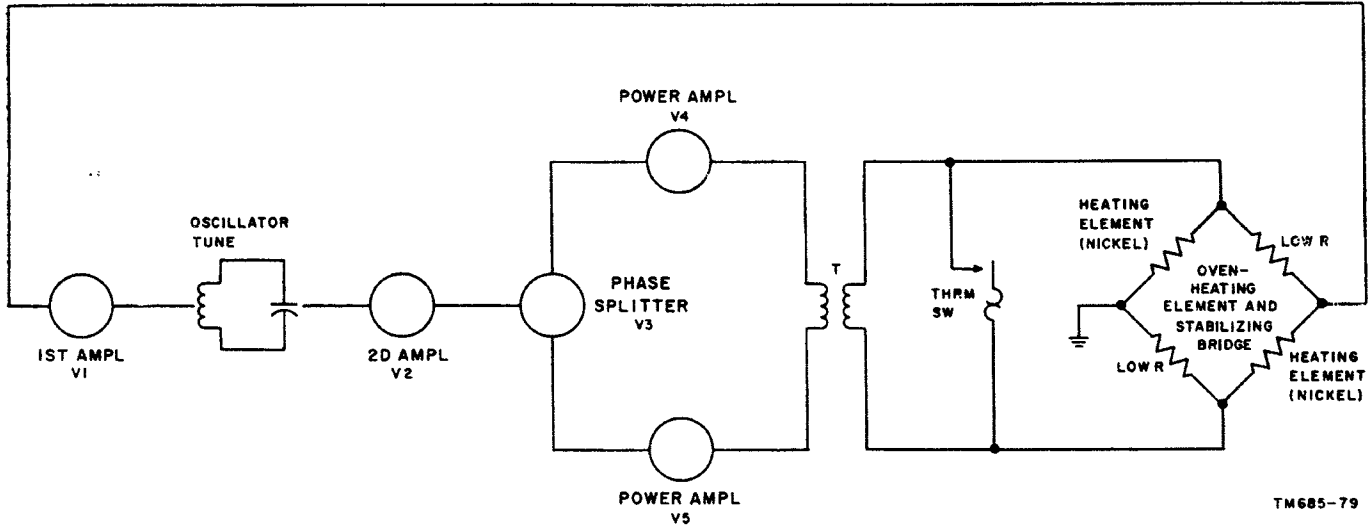 POWER AMPL
V4
OSCILLATOR
TUNE
1ST AMPL
V1
2D AMPL
V2
PHASE
SPLITTER
V3
POWER AMPL
V5
T
THRM
SW
HEATING
ELEMENT
(NICKEL)
LOW R
OVEN-
HEATING
ELEMENT AND
STABILIZING
BRIDGE
LOW R
HEATING
ELEMENT
(NICKEL)
TM685-79